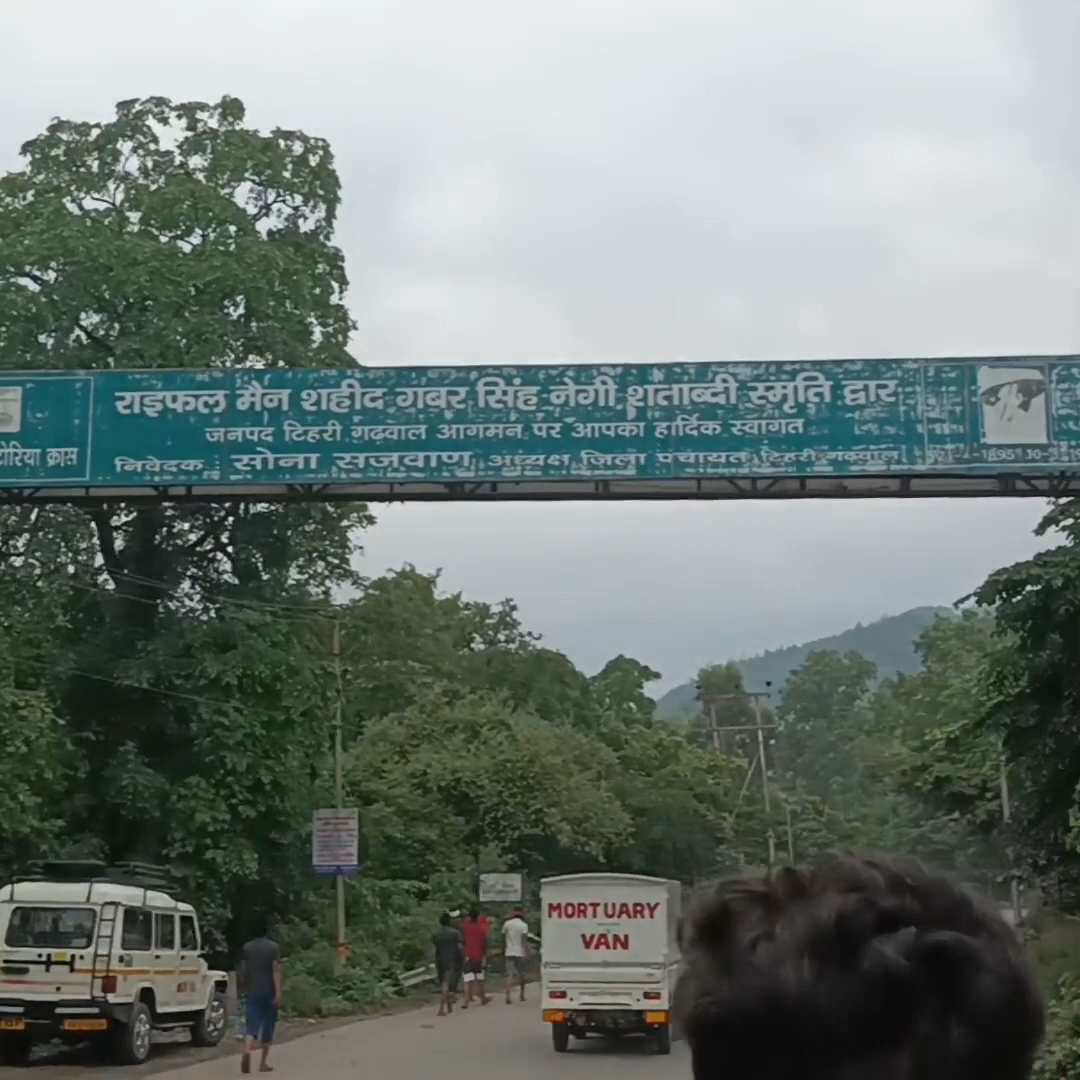 राइफल मैन शहीद गबर सिंह नेगी शताब्दी स्मृति द्वार
जनपद टिहरी गढ़वाल आगमन पर आपका हार्दिक स्वागत
निवेदक सोना सजवाण अध्यक्ष जिला पंचायत टिहरी गढ़वाल
क्रास
1895
MORTUARY
VAN